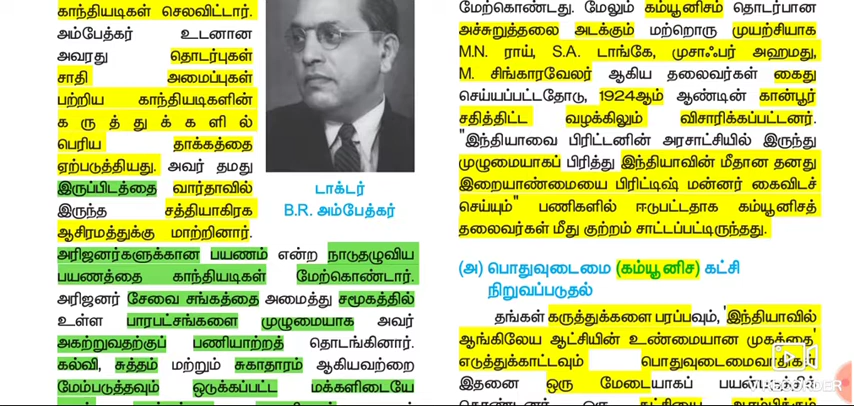 காந்தியடிகள் செலவிட்டார்.
அம்பேத்கர் உடனான
அவரது தொடர்புகள்
சாதி அமைப்புகள்
பற்றிய காந்தியடிகளின்
க ரு த் து க் க ளி ல்
பெரிய தாக்கத்தை
ஏற்படுத்தியது. அவர் தமது
இருப்பிடத்தை வார்தாவில்
இருந்த சத்தியாகிரக
ஆசிரமத்துக்கு மாற்றினார்.
டாக்டர்
B.R. அம்பேத்கர்
அரிஜனர்களுக்கான பயணம் என்ற நாடுதழுவிய
பயணத்தை காந்தியடிகள் மேற்கொண்டார்.
அரிஜனர் சேவை சங்கத்தை அமைத்து சமூகத்தில்
உள்ள பாரபட்சங்களை முழுமையாக அவர்
அகற்றுவதற்குப் பணியாற்றத் தொடங்கினார்.
கல்வி, சுத்தம் மற்றும் சுகாதாரம் ஆகியவற்றை
மேம்படுத்தவும் ஒடுக்கப்பட்ட மக்களிடையே
மேற்கொண்டது. மேலும் கம்யூனிசம் தொடர்பான
அச்சுறுத்தலை அடக்கும் மற்றொரு முயற்சியாக
M.N. ராய், S.A. டாங்கே, முசாஃபர் அஹமது,
M. சிங்காரவேலர் ஆகிய தலைவர்கள் கைது
செய்யப்பட்டதோடு, 1924ஆம் ஆண்டின் கான்பூர்
சதித்திட்ட வழக்கிலும் விசாரிக்கப்பட்டனர்.
"இந்தியாவை பிரிட்டனின் அரசாட்சியில் இருந்து
முழுமையாகப் பிரித்து இந்தியாவின் மீதான தனது
இறையாண்மையை பிரிட்டிஷ் மன்னர் கைவிடச்
செய்யும்" பணிகளில் ஈடுபட்டதாக கம்யூனிசத்
தலைவர்கள் மீது குற்றம் சாட்டப்பட்டிருந்தது.
(அ) பொதுவுடைமை (கம்யூனிச) கட்சி
நிறுவப்படுதல்
தங்கள் கருத்துக்களை பரப்பவும், 'இந்தியாவில்
ஆங்கிலேய ஆட்சியின் உண்மையான முகத்தை'
எடுத்துக்காட்டவும்
இதனை ஒரு மேடையாகப்